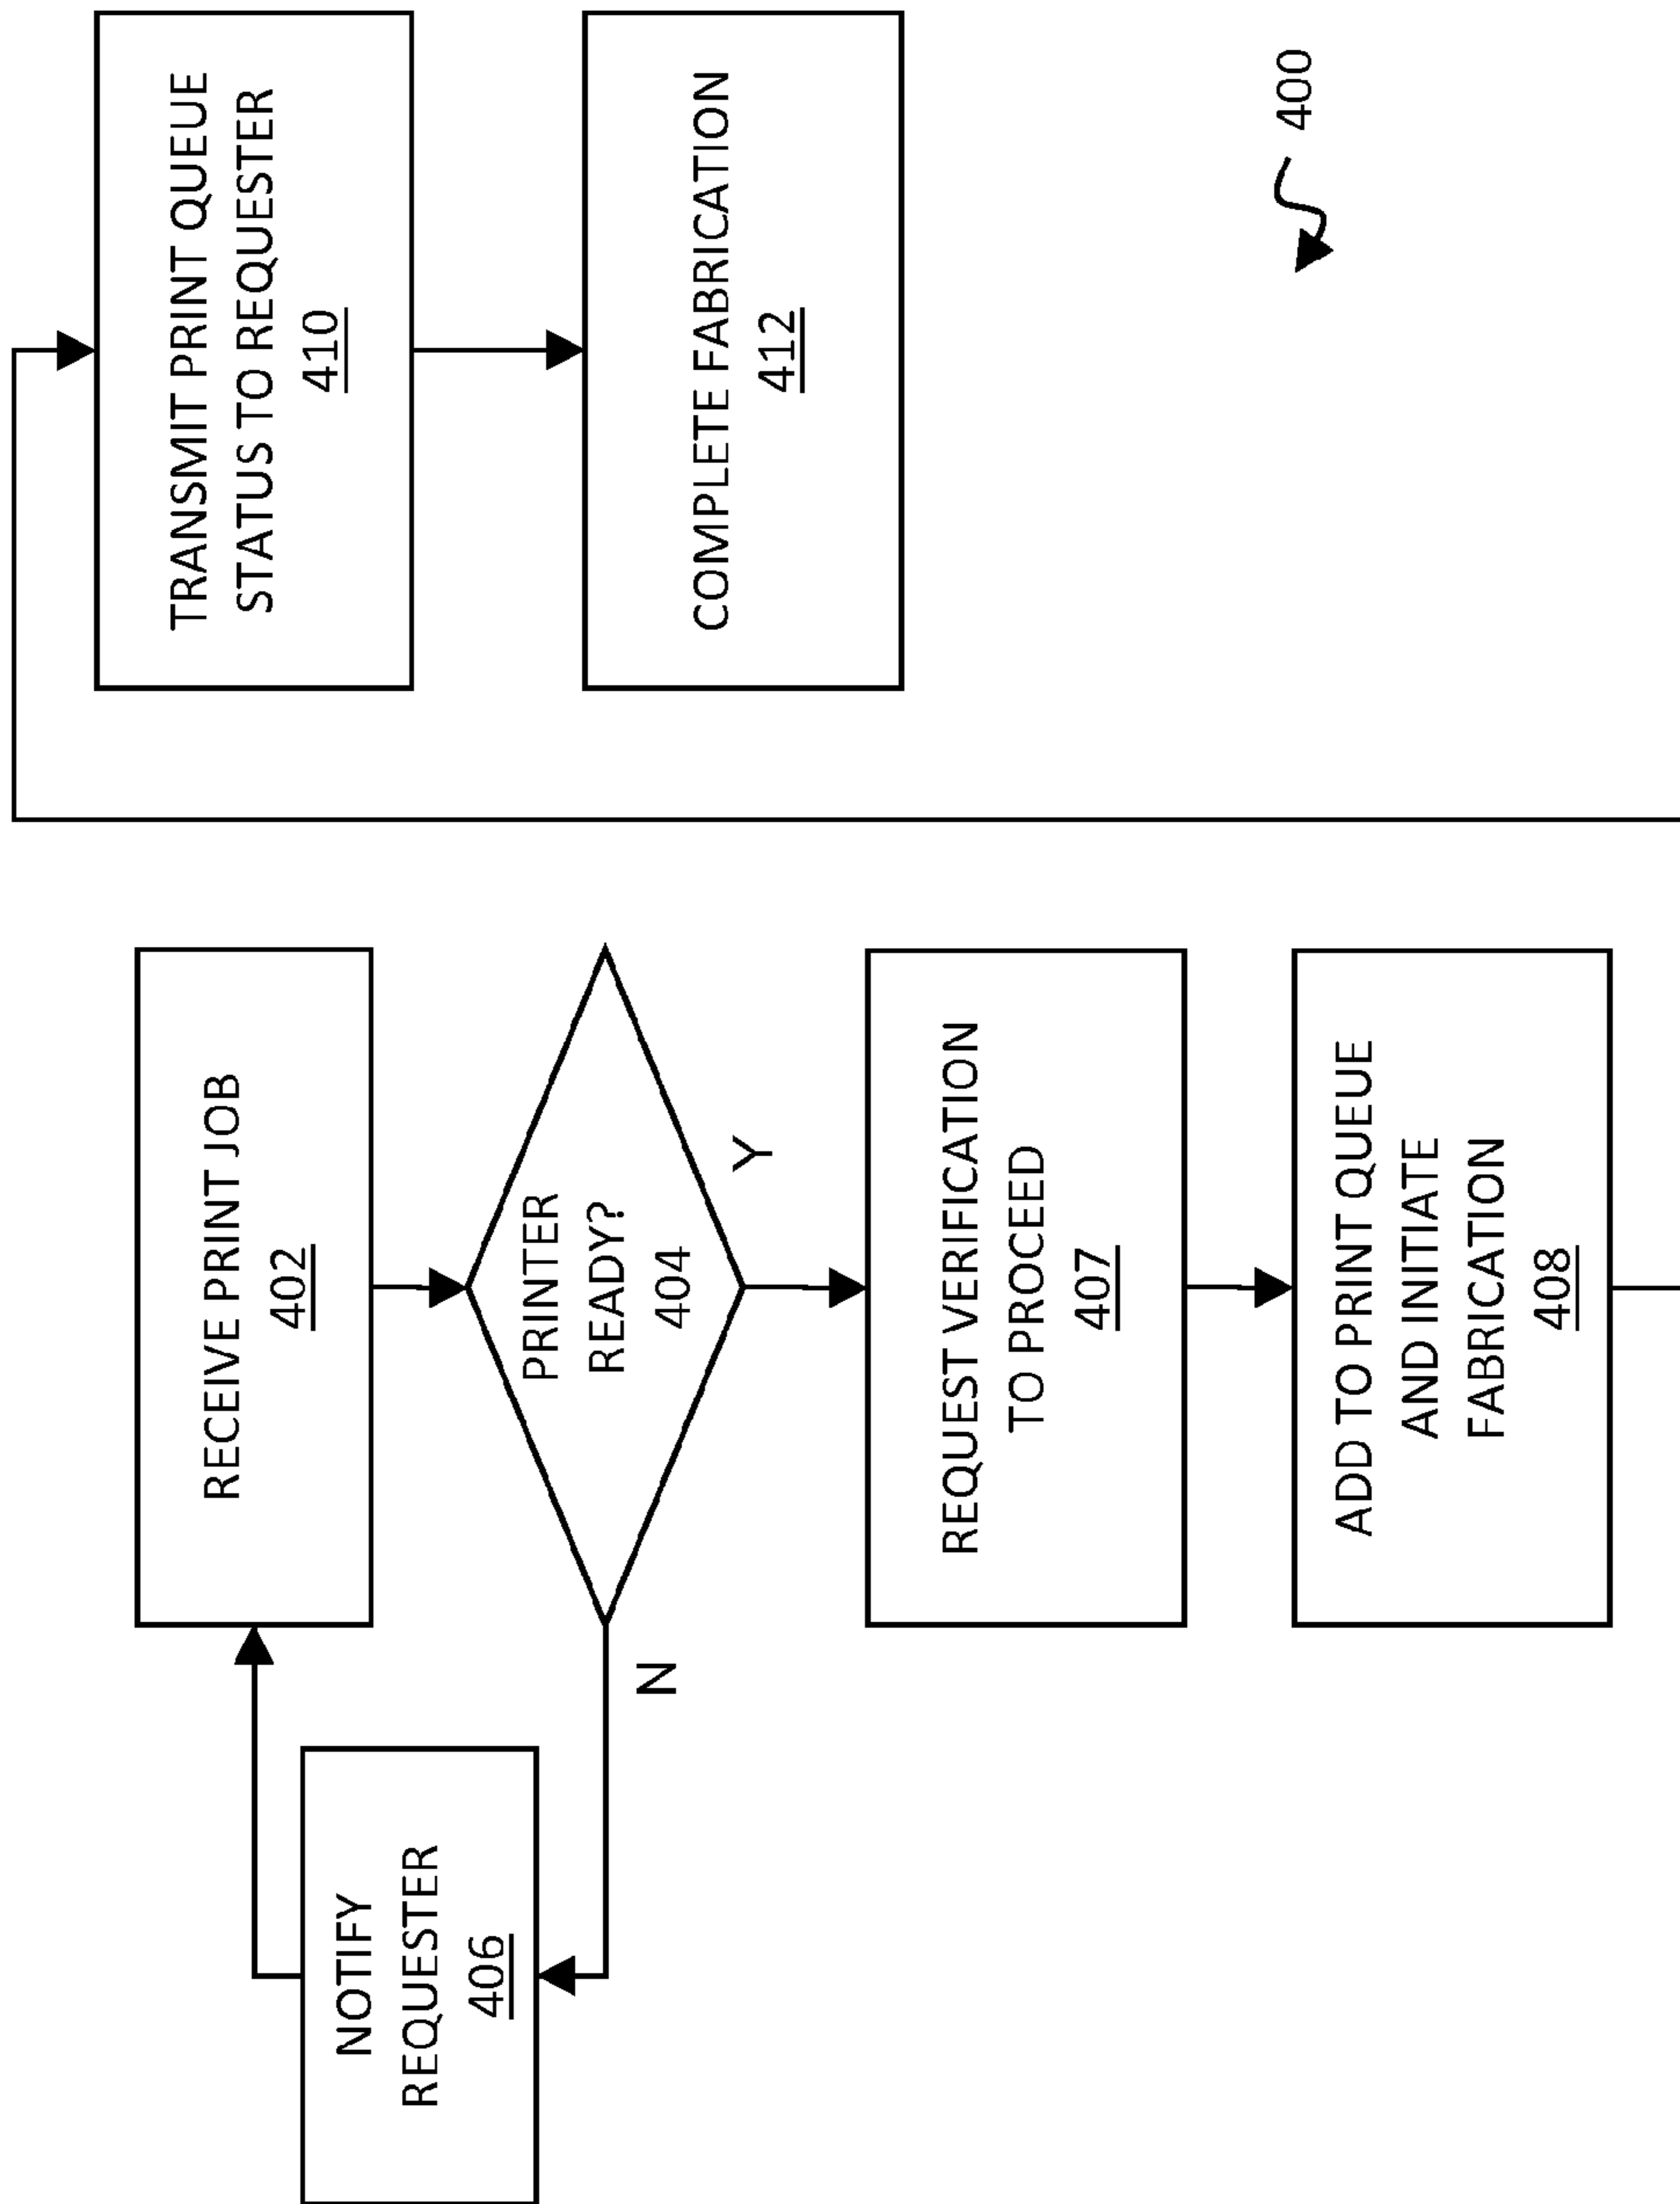 RECEIVE PRINT JOB
402
PRINTER
READY?
404
N
Y
NOTIFY
REQUESTER
406
REQUEST VERIFICATION
TO PROCEED
407
ADD TO PRINT QUEUE
AND INITIATE
FABRICATION
408
TRANSMIT PRINT QUEUE
STATUS TO REQUESTER
410
COMPLETE FABRICATION
412
400